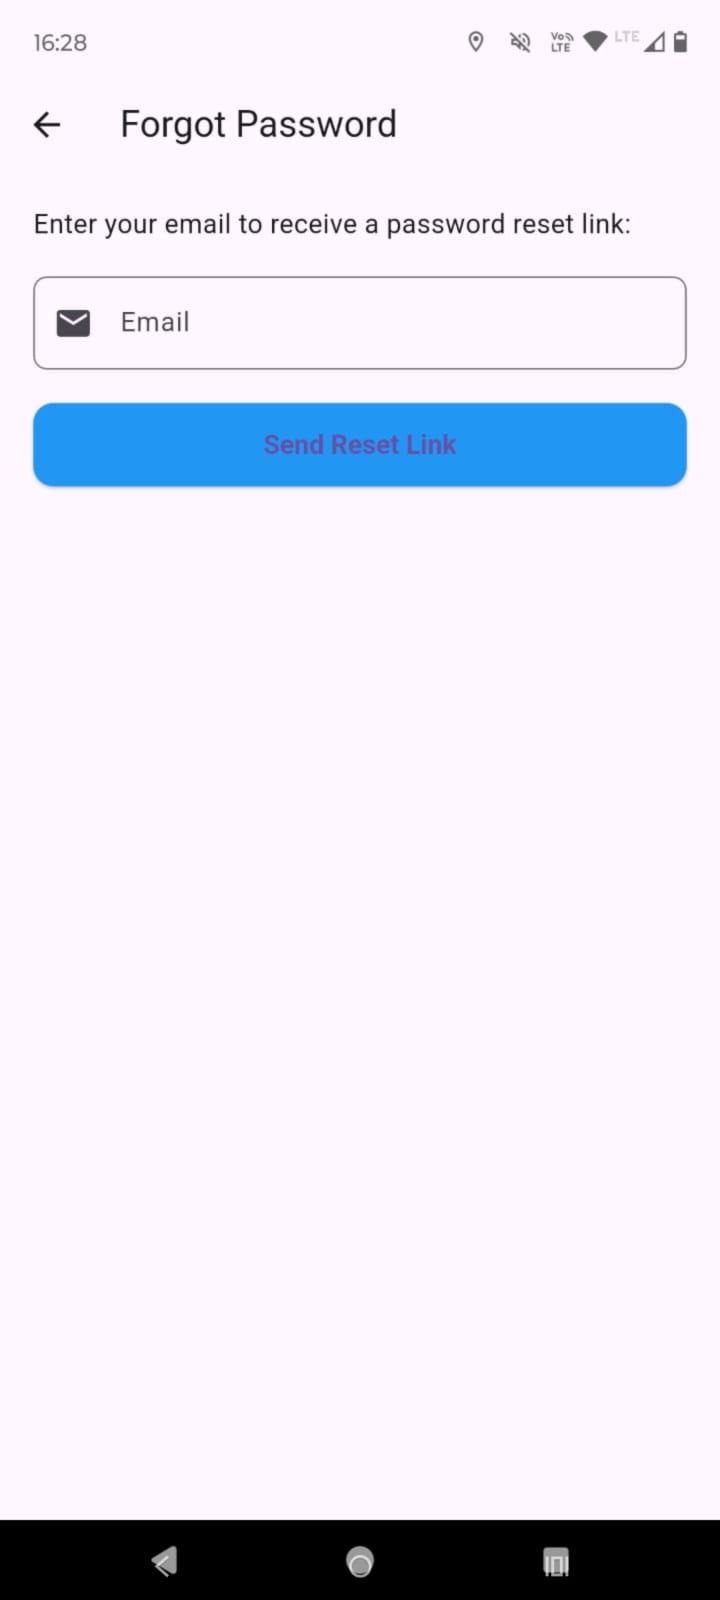 16:28
Vo LTE LTE
Forgot Password
Enter your email to receive a password reset link:
Email
Send Reset Link